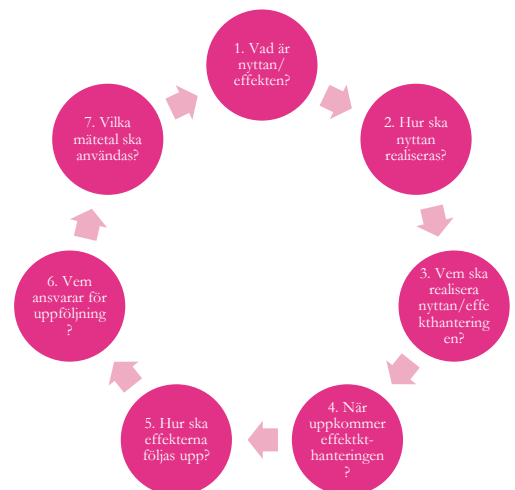 1. Vad är
nyttan/
effekten?
2. Hur ska
nyttan
realiseras?
3. Vem ska
realisera
nyttan/effe
kthantering
en?
4. När
uppkommer
effektkt-
hanteringen
?
5. Hur ska
effekterna
följas upp?
6. Vem
ansvarar för
uppföljning
?
7. Vilka
mätetal ska
användas?